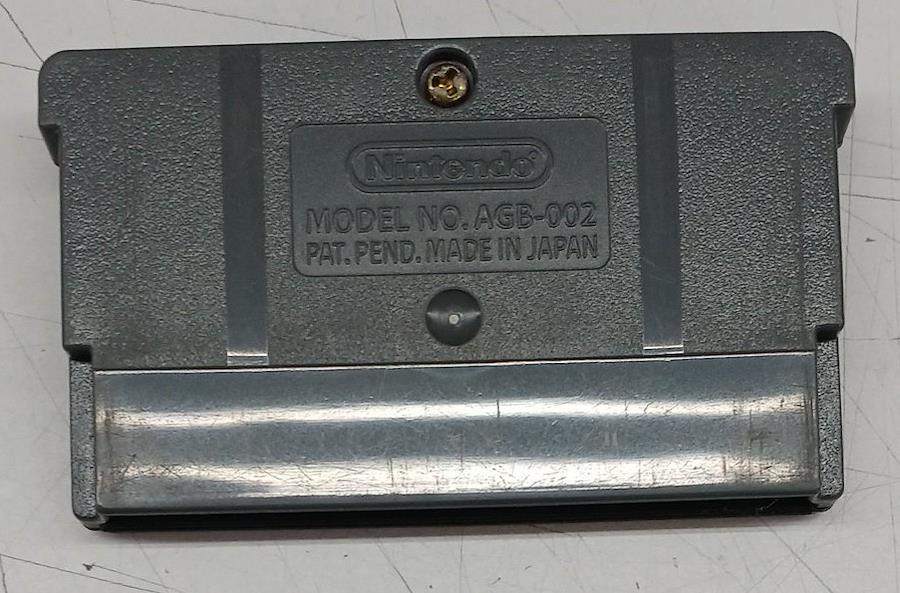 Nintendo®
MODEL NO. AGB-002
PAT. PEND. MADE IN JAPAN